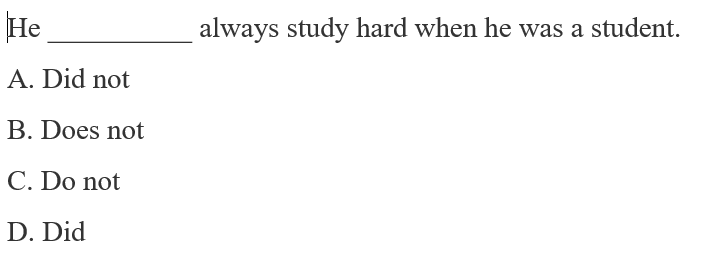 He __________ always study hard when he was a student.
A. Did not
B. Does not
C. Do not
D. Did